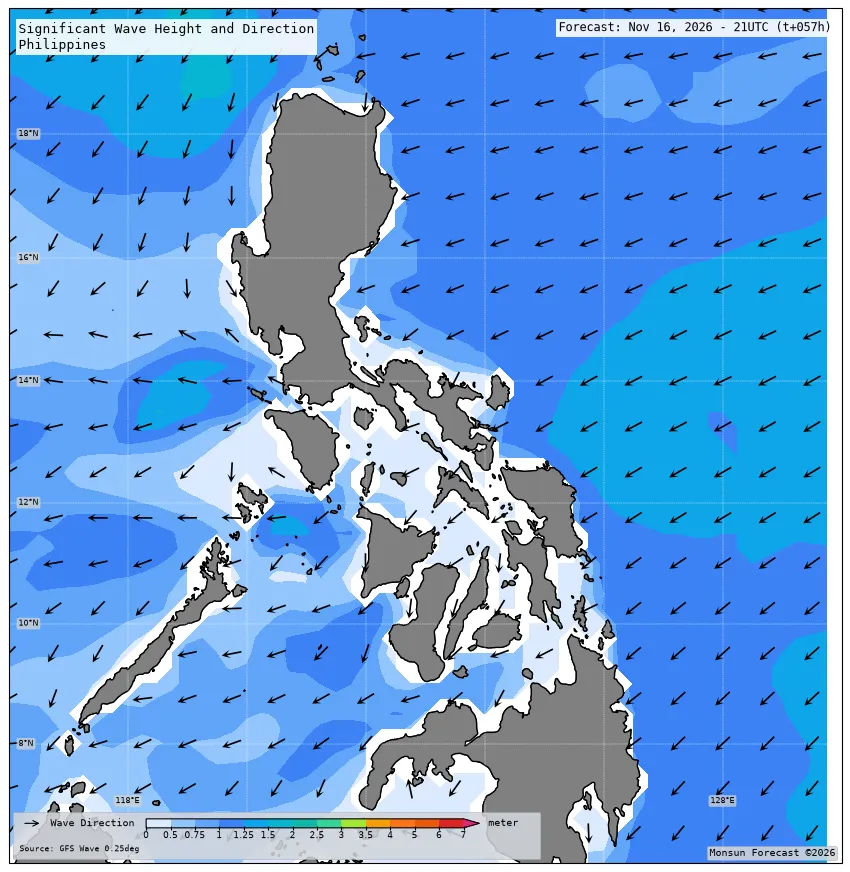 Significant Wave Height and Direction
Philippines
Forecast: Nov 16, 2026 - 21UTC (t+057h)
18°N
16°N
14°N
12°N
10°N
8°N
118°E
128°E
Wave Direction
0 0.5 0.75 1 1.25 1.5 2 2.5 3 3.5 4 5 6 7
meter
Source: GFS Wave 0.25deg
Monsun Forecast ©2026